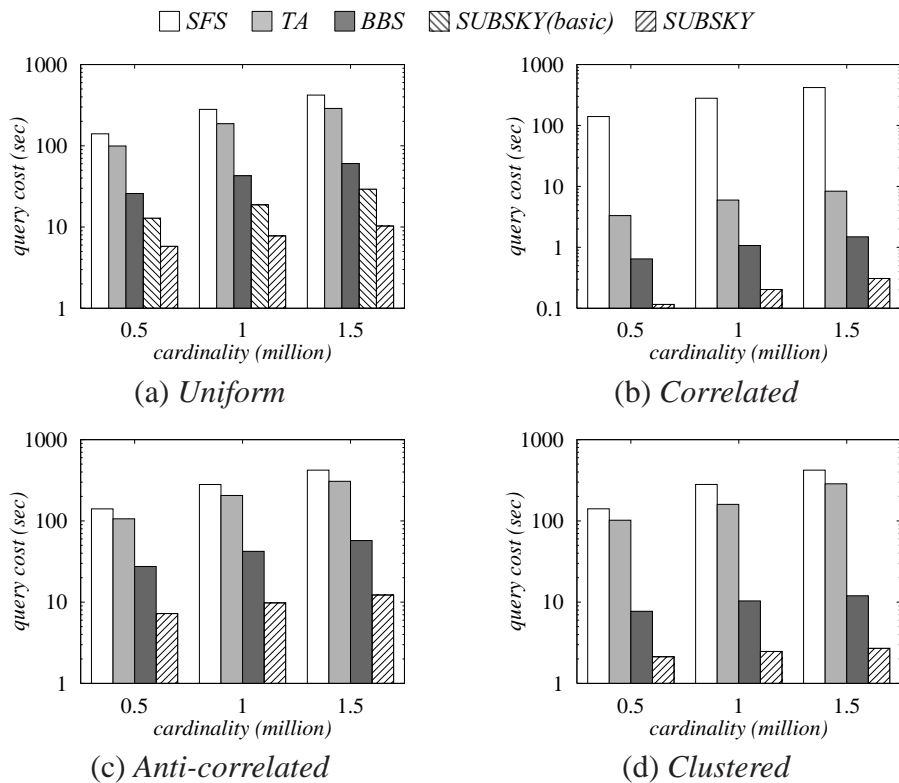 SFS TA BBS SUBSKY(basic) SUBSKY
query cost (sec)
1000
100
10
1
0.5 1 1.5
cardinality (million)
(a) Uniform
query cost (sec)
1000
100
10
1
0.1
0.5 1 1.5
cardinality (million)
(b) Correlated
query cost (sec)
1000
100
10
1
0.5 1 1.5
cardinality (million)
(c) Anti-correlated
query cost (sec)
1000
100
10
1
0.5 1 1.5
cardinality (million)
(d) Clustered